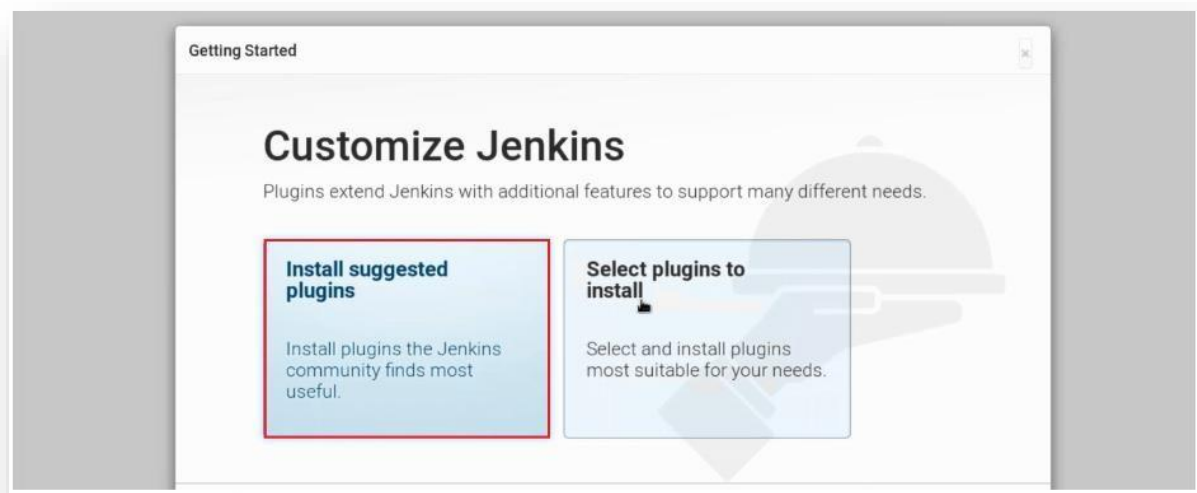 Getting Started
×
Customize Jenkins
Plugins extend Jenkins with additional features to support many different needs.
Install suggested
plugins
Install plugins the Jenkins
community finds most
useful.
Select plugins to
install
Select and install plugins
most suitable for your needs.